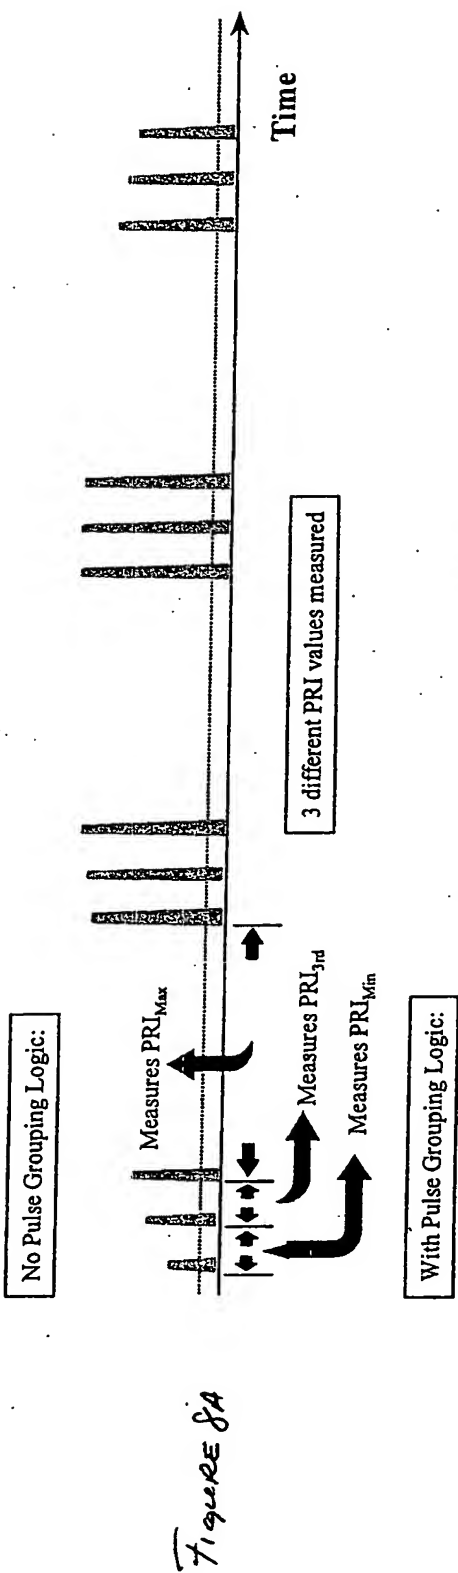 No Pulse Grouping Logic:
Measures PRI_Max
Time
3 different PRI values measured
Measures PRI_3rd
Measures PRI_Min
With Pulse Grouping Logic:
FIGURE 8A